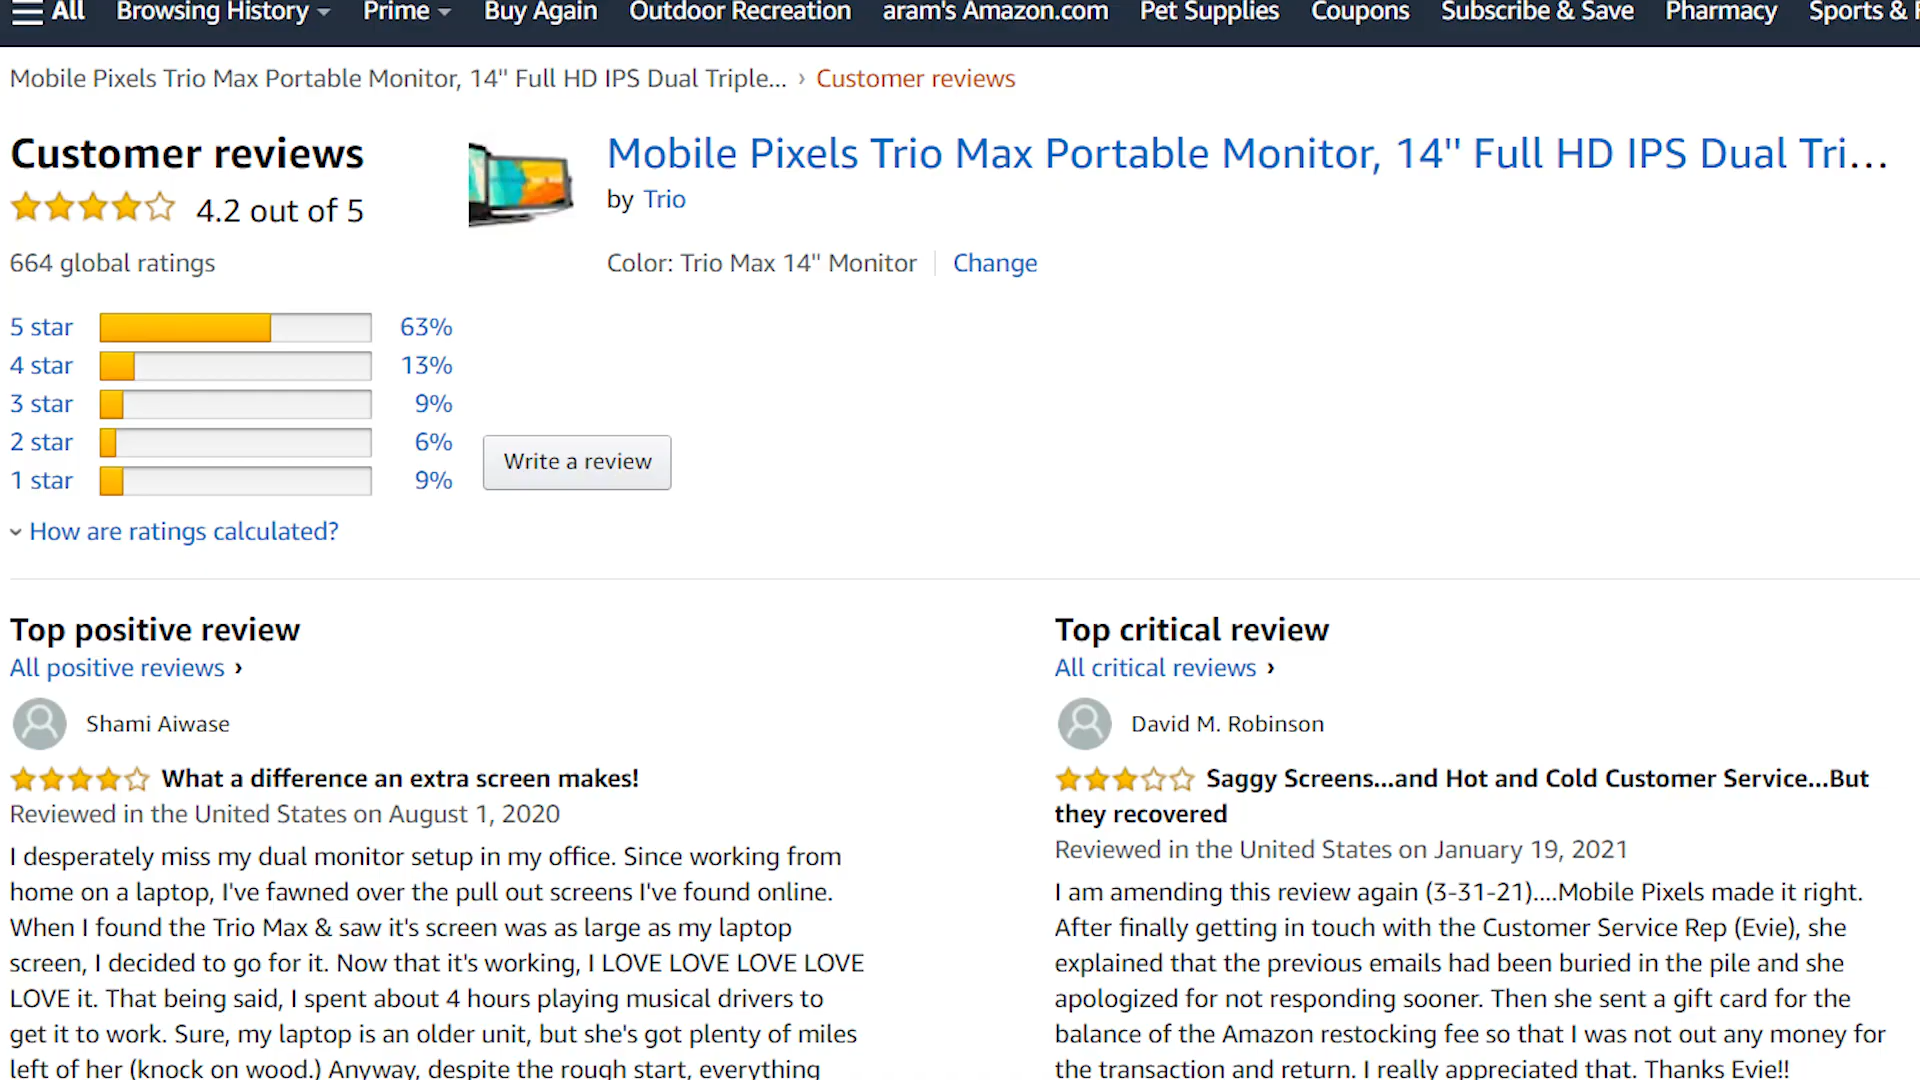 All Browsing History Prime Buy Again Outdoor Recreation aram's Amazon.com Pet Supplies Coupons Subscribe & Save Pharmacy Sports &
Mobile Pixels Trio Max Portable Monitor, 14" Full HD IPS Dual Triple... › Customer reviews
Customer reviews
4.2 out of 5
664 global ratings
5 star 63%
4 star 13%
3 star 9%
2 star 6%
1 star 9%
How are ratings calculated?
Mobile Pixels Trio Max Portable Monitor, 14" Full HD IPS Dual Tri...
by Trio
Color: Trio Max 14" Monitor Change
Write a review
Top positive review
All positive reviews ›
Shami Aiwase
What a difference an extra screen makes!
Reviewed in the United States on August 1, 2020
I desperately miss my dual monitor setup in my office. Since working from
home on a laptop, I've fawned over the pull out screens I've found online.
When I found the Trio Max & saw it's screen was as large as my laptop
screen, I decided to go for it. Now that it's working, I LOVE LOVE LOVE LOVE
LOVE it. That being said, I spent about 4 hours playing musical drivers to
get it to work. Sure, my laptop is an older unit, but she's got plenty of miles
left of her (knock on wood.) Anyway, despite the rough start, everything
Top critical review
All critical reviews ›
David M. Robinson
Saggy Screens...and Hot and Cold Customer Service...But
they recovered
Reviewed in the United States on January 19, 2021
I am amending this review again (3-31-21)....Mobile Pixels made it right.
After finally getting in touch with the Customer Service Rep (Evie), she
explained that the previous emails had been buried in the pile and she
apologized for not responding sooner. Then she sent a gift card for the
balance of the Amazon restocking fee so that I was not out any money for
the transaction and return. I really appreciated that. Thanks Evie!!